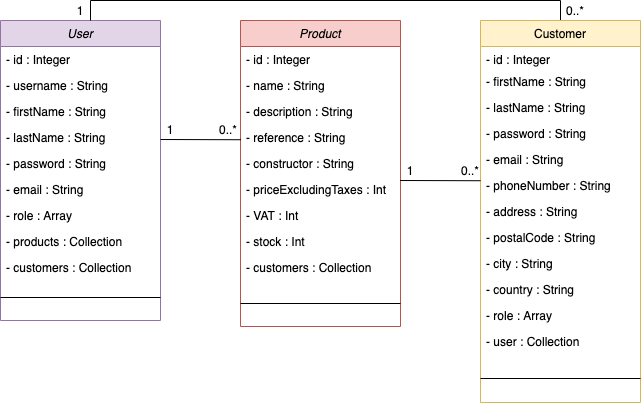 1
0..*
User
- id : Integer
- username : String
- firstName : String
- lastName : String
- password : String
- email : String
- role : Array
- products : Collection
- customers : Collection
1
0..*
Product
- id : Integer
- name : String
- description : String
- reference : String
- constructor : String
- priceExcludingTaxes : Int
- VAT : Int
- stock : Int
- customers : Collection
1
0..*
Customer
- id : Integer
- firstName : String
- lastName : String
- password : String
- email : String
- phoneNumber : String
- address : String
- postalCode : String
- city : String
- country : String
- role : Array
- user : Collection